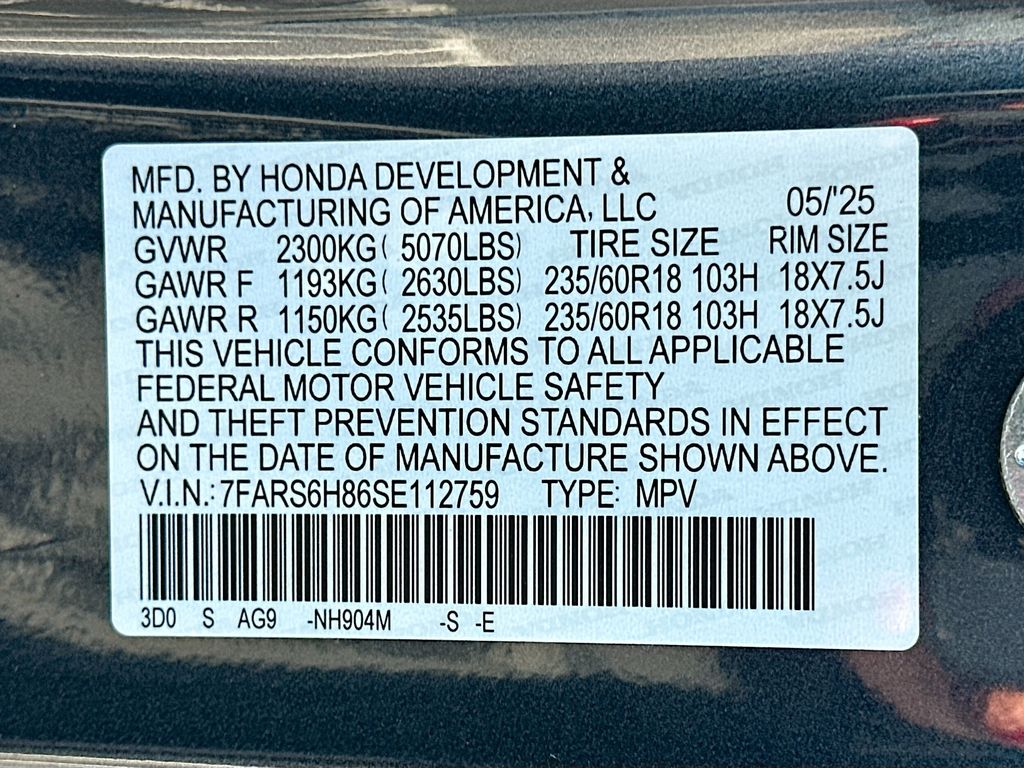 MFD. BY HONDA DEVELOPMENT &
MANUFACTURING OF AMERICA, LLC 05/'25
GVWR 2300KG( 5070LBS) TIRE SIZE RIM SIZE
GAWR F 1193KG( 2630LBS) 235/60R18 103H 18X7.5J
GAWR R 1150KG( 2535LBS) 235/60R18 103H 18X7.5J
THIS VEHICLE CONFORMS TO ALL APPLICABLE
FEDERAL MOTOR VEHICLE SAFETY
AND THEFT PREVENTION STANDARDS IN EFFECT
ON THE DATE OF MANUFACTURE SHOWN ABOVE.
V.I.N.: 7FARS6H86SE112759 TYPE: MPV
3D0 S AG9 -NH904M -S -E